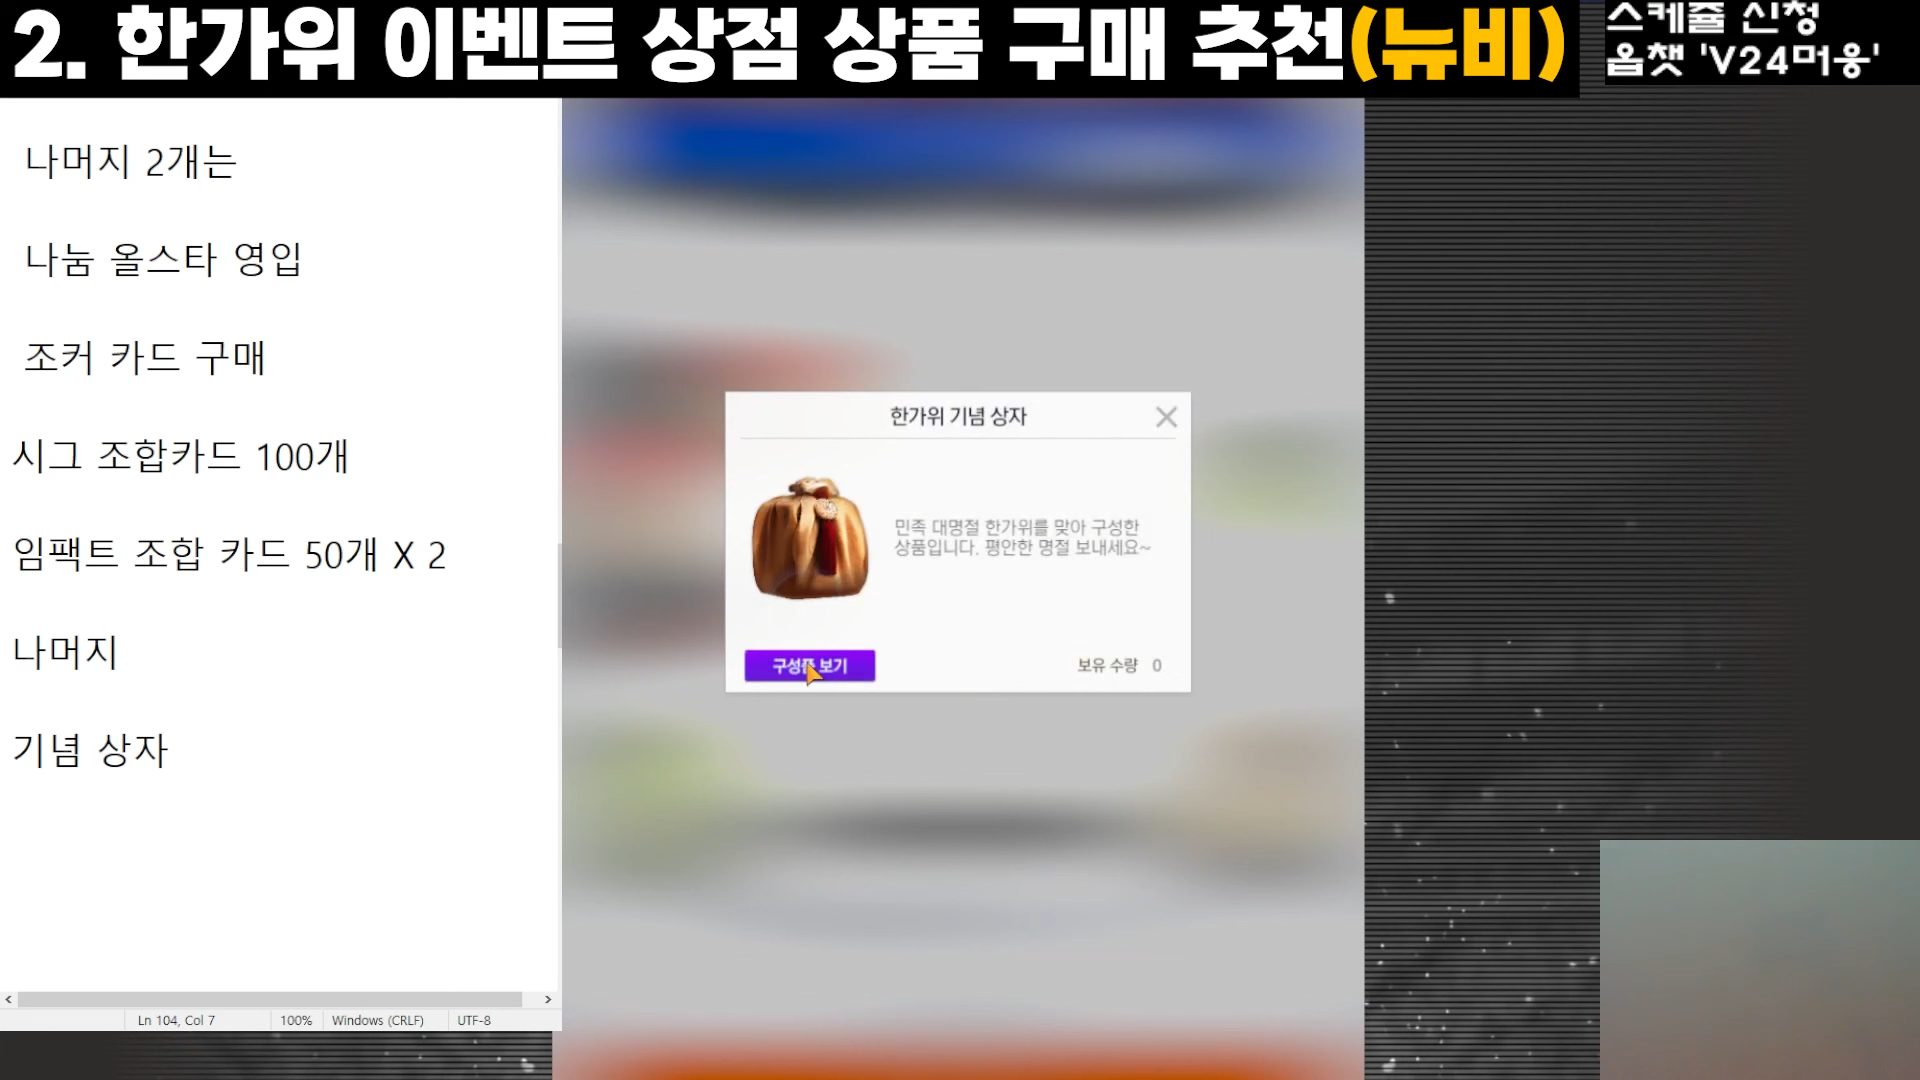 2. 한가위 이벤트 상점 상품 구매 추천(뉴비)
스케쥴 신청
옵챗 'V24머웅'
나머지 2개는
나눔 올스타 영입
조커 카드 구매
시그 조합카드 100개
임팩트 조합 카드 50개 X 2
나머지
기념 상자
한가위 기념 상자
민족 대명절 한가위를 맞아 구성한
상품입니다. 평안한 명절 보내세요~
구성품 보기
보유 수량 0
Ln 104, Col 7
100%
Windows (CRLF)
UTF-8